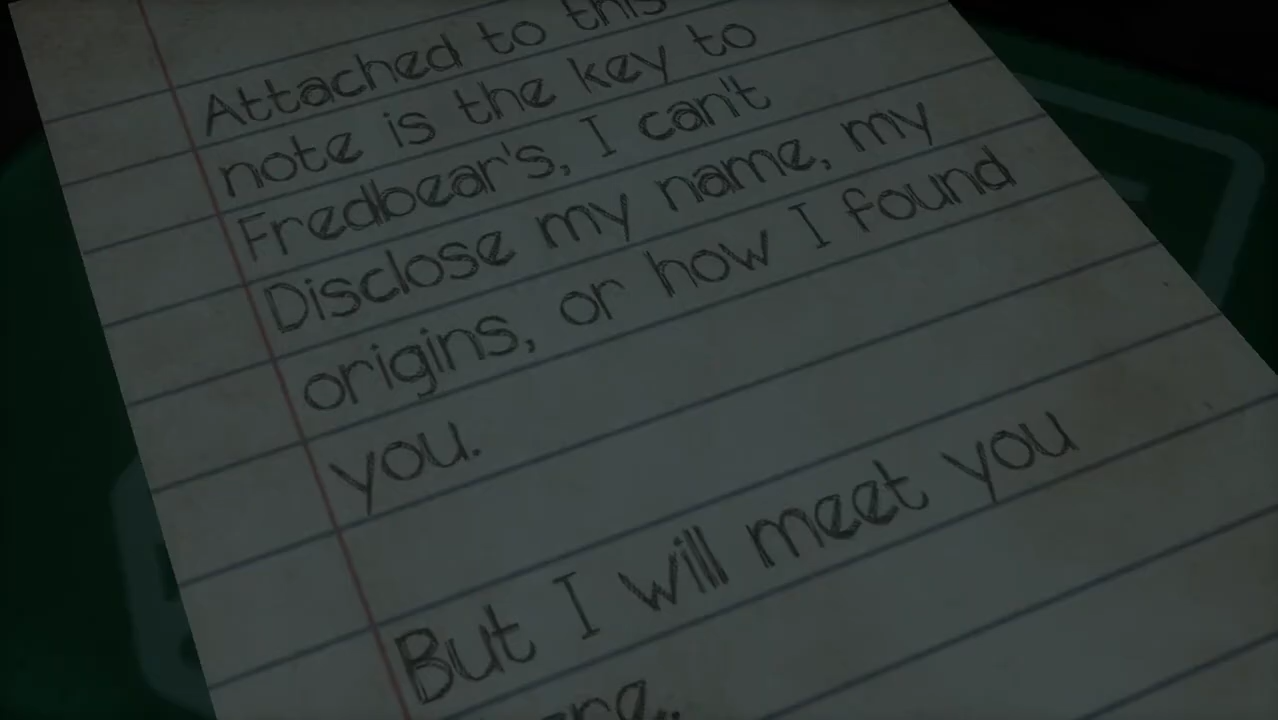 Attached to this
note is the key to
Fredbear's, I can't
Disclose my name, my
origins, or how I found
you.
But I will meet you